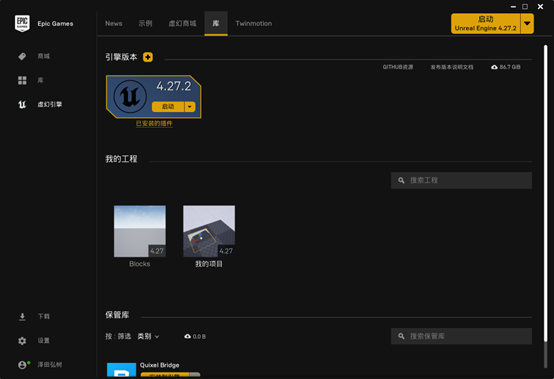 EPIC GAMES
Epic Games
News
示例
虚幻商城
库
Twinmotion
启动
Unreal Engine 4.27.2
商城
库
虚幻引擎
引擎版本
GITHUB资源
发布版本说明文档
86.7 GiB
4.27.2
启动
已安装的插件
我的工程
搜索工程
4.27
4.27
Blocks
我的项目
保管库
按 : 筛选
类别
0.0 B
搜索保管库
Quixel Bridge
下载
设置
泽田弘树